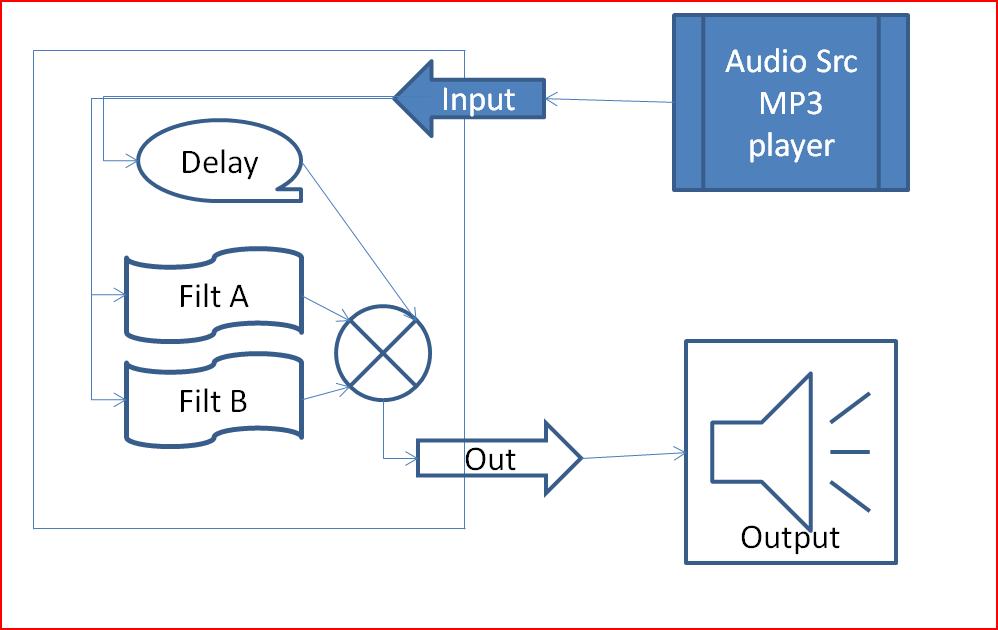 Input
Audio Src
MP3
player
Delay
Filt A
Filt B
Out
Output